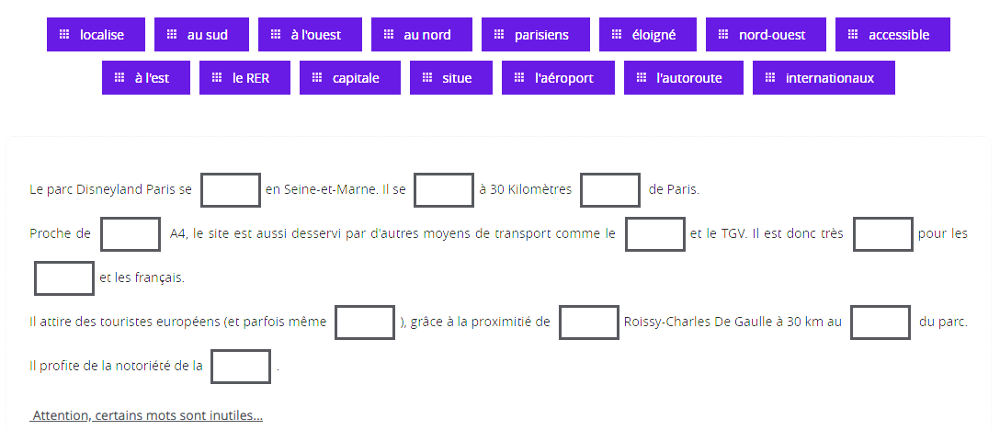 localise au sud à l'ouest au nord parisiens éloigné nord-ouest accessible
à l'est le RER capitale situe l'aéroport l'autoroute internationaux
Le parc Disneyland Paris se en Seine-et-Marne. Il se à 30 Kilomètres de Paris.
Proche de A4, le site est aussi desservi par d'autres moyens de transport comme le et le TGV. Il est donc très pour les
et les français.
Il attire des touristes européens (et parfois même ), grâce à la proximitié de Roissy-Charles De Gaulle à 30 km au du parc.
Il profite de la notoriété de la .
Attention, certains mots sont inutiles...